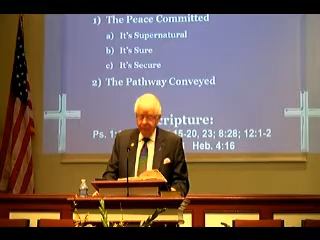 1) The Peace Committed
a) It's Supernatural
b) It's Sure
c) It's Secure
2) The Pathway Conveyed
cripture:
Ps. 1: 15-20, 23; 8:28; 12:1-2
Heb. 4:16